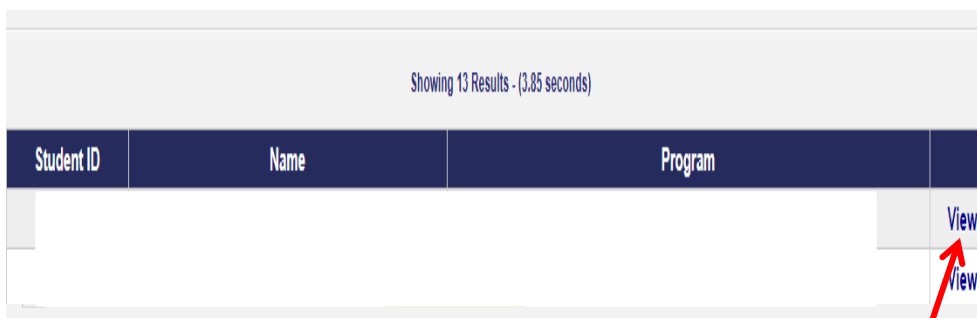 Showing 13 Results - (3.85 seconds)
Student ID Name Program
View
View